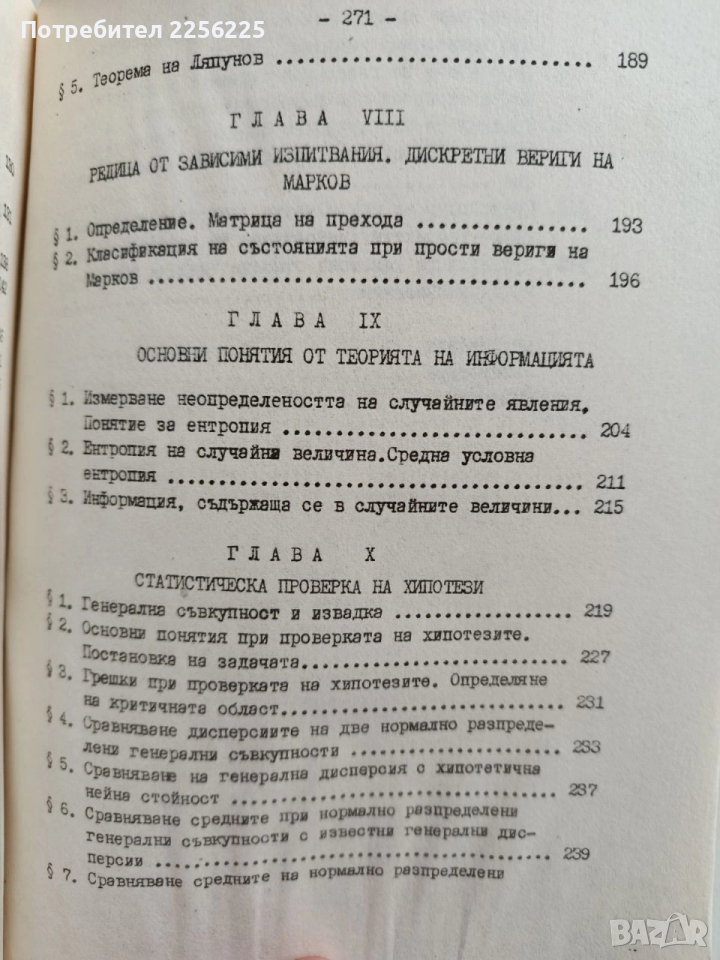 - 271 -
Потребител 2256225
§ 5. Теорема на Ляпунов .............................. 189
ГЛАВА VIII
РЕДИЦА ОТ ЗАВИСИМИ ИЗПИТВАНИЯ. ДИСКРЕТНИ ВЕРИГИ НА
МАРКОВ
§ 1. Определение. Матрица на прехода ................ 193
§ 2. Класификация на състоянията при прости вериги на
Марков ........................................ 196
ГЛАВА IX
ОСНОВНИ ПОНЯТИЯ ОТ ТЕОРИЯТА НА ИНФОРМАЦИЯТА
§ 1. Измерване неопределеността на случайните явления.
Понятие за ентропия ............................ 204
§ 2. Ентропия на случайни величина.Средна условна
ентропия ...................................... 211
§ 3. Информация, съдържаща се в случайните величини... 215
ГЛАВА X
СТАТИСТИЧЕСКА ПРОВЕРКА НА ХИПОТЕЗИ
§ 1. Генерална съвкупност и извадка ................. 219
§ 2. Основни понятия при проверката на хипотезите.
Постановка на задачата.......................... 227
§ 3. Грешки при проверката на хипотезите. Определяне
на критичната област............................ 231
§ 4. Сравняване дисперсиите на две нормално разпреде-
лени генерални съвкупности ..................... 233
§ 5. Сравняване на генерална дисперсия с хипотетична
нейна стойност ................................ 237
§ 6. Сравняване средните при нормално разпределени
генерални съвкупности с известни генерални дис-
персии ........................................ 239
§ 7. Сравняване средните на нормално разпределени
BAZAR
bg